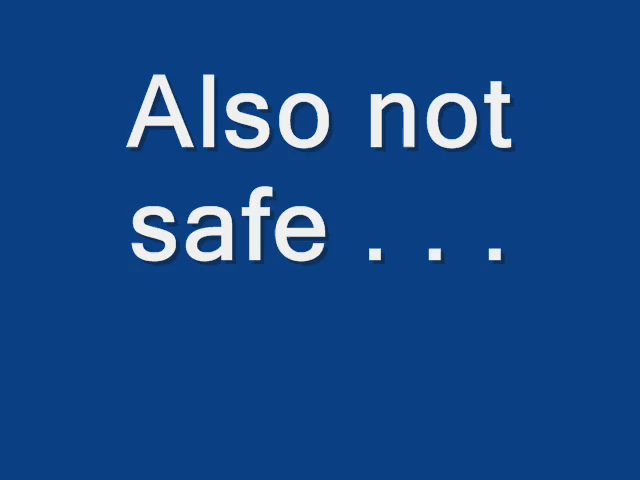 Also not
safe . . .